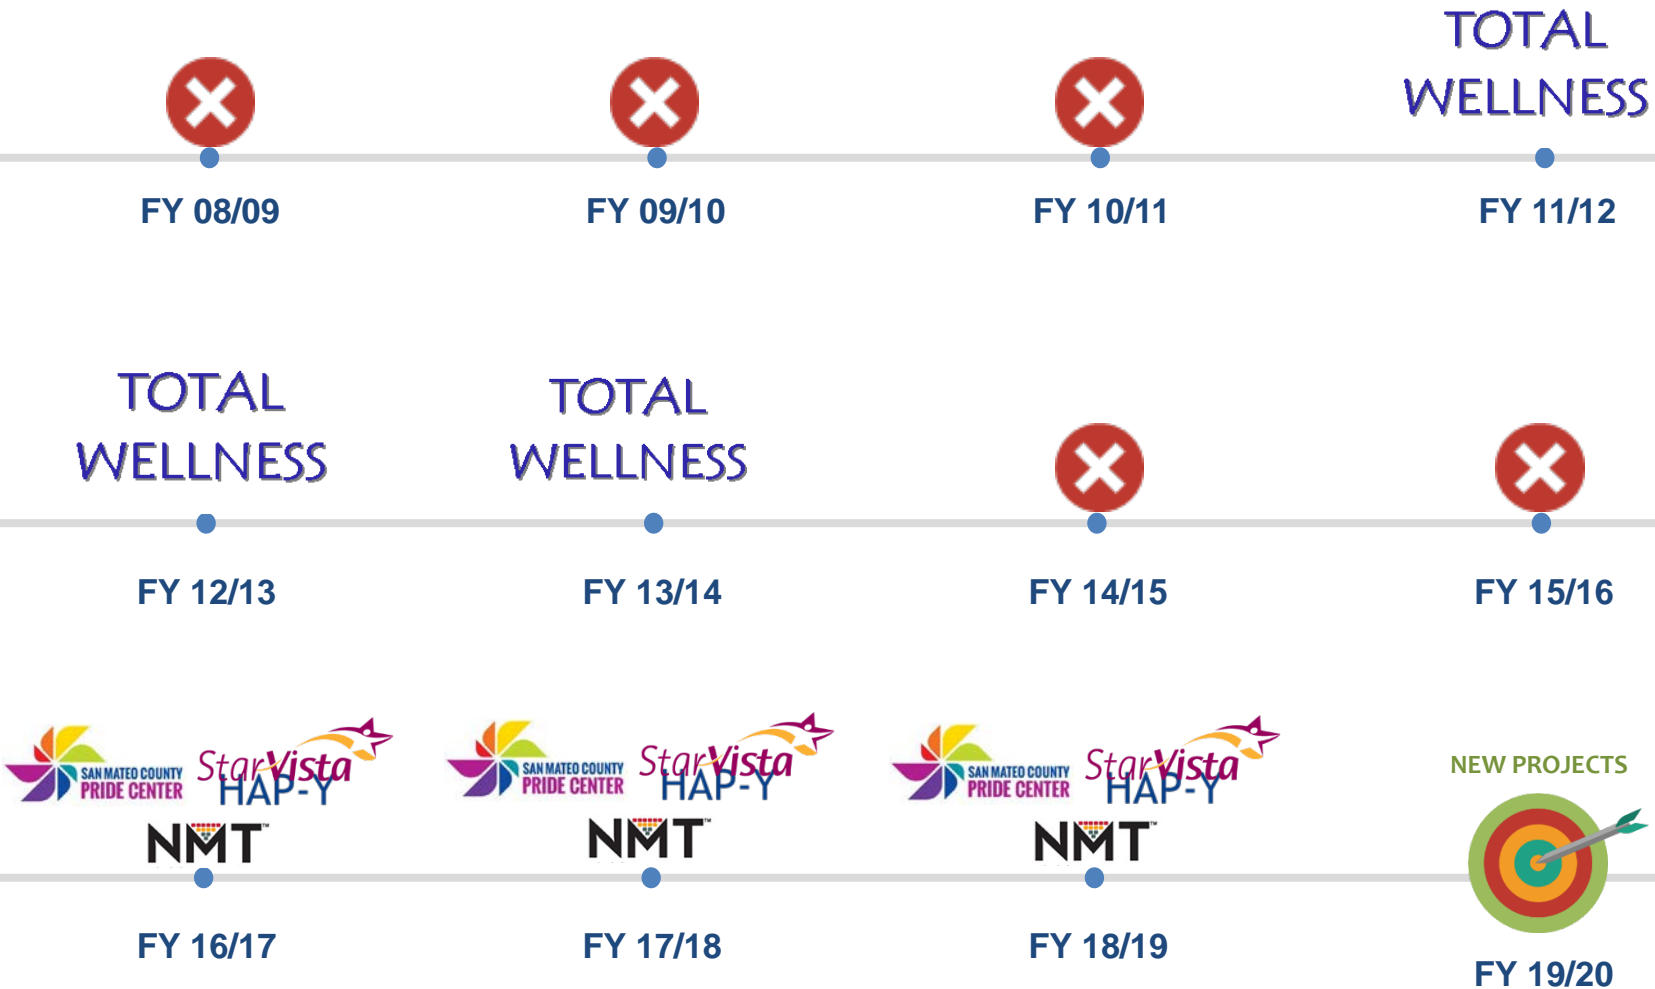 TOTAL
WELLNESS
FY 08/09
FY 09/10
FY 10/11
FY 11/12
TOTAL
WELLNESS
TOTAL
WELLNESS
FY 12/13
FY 13/14
FY 14/15
FY 15/16
SAN MATEO COUNTY
PRIDE CENTER
StarVista
HAP-Y
NMT™
SAN MATEO COUNTY
PRIDE CENTER
StarVista
HAP-Y
NMT™
SAN MATEO COUNTY
PRIDE CENTER
StarVista
HAP-Y
NMT™
NEW PROJECTS
FY 16/17
FY 17/18
FY 18/19
FY 19/20